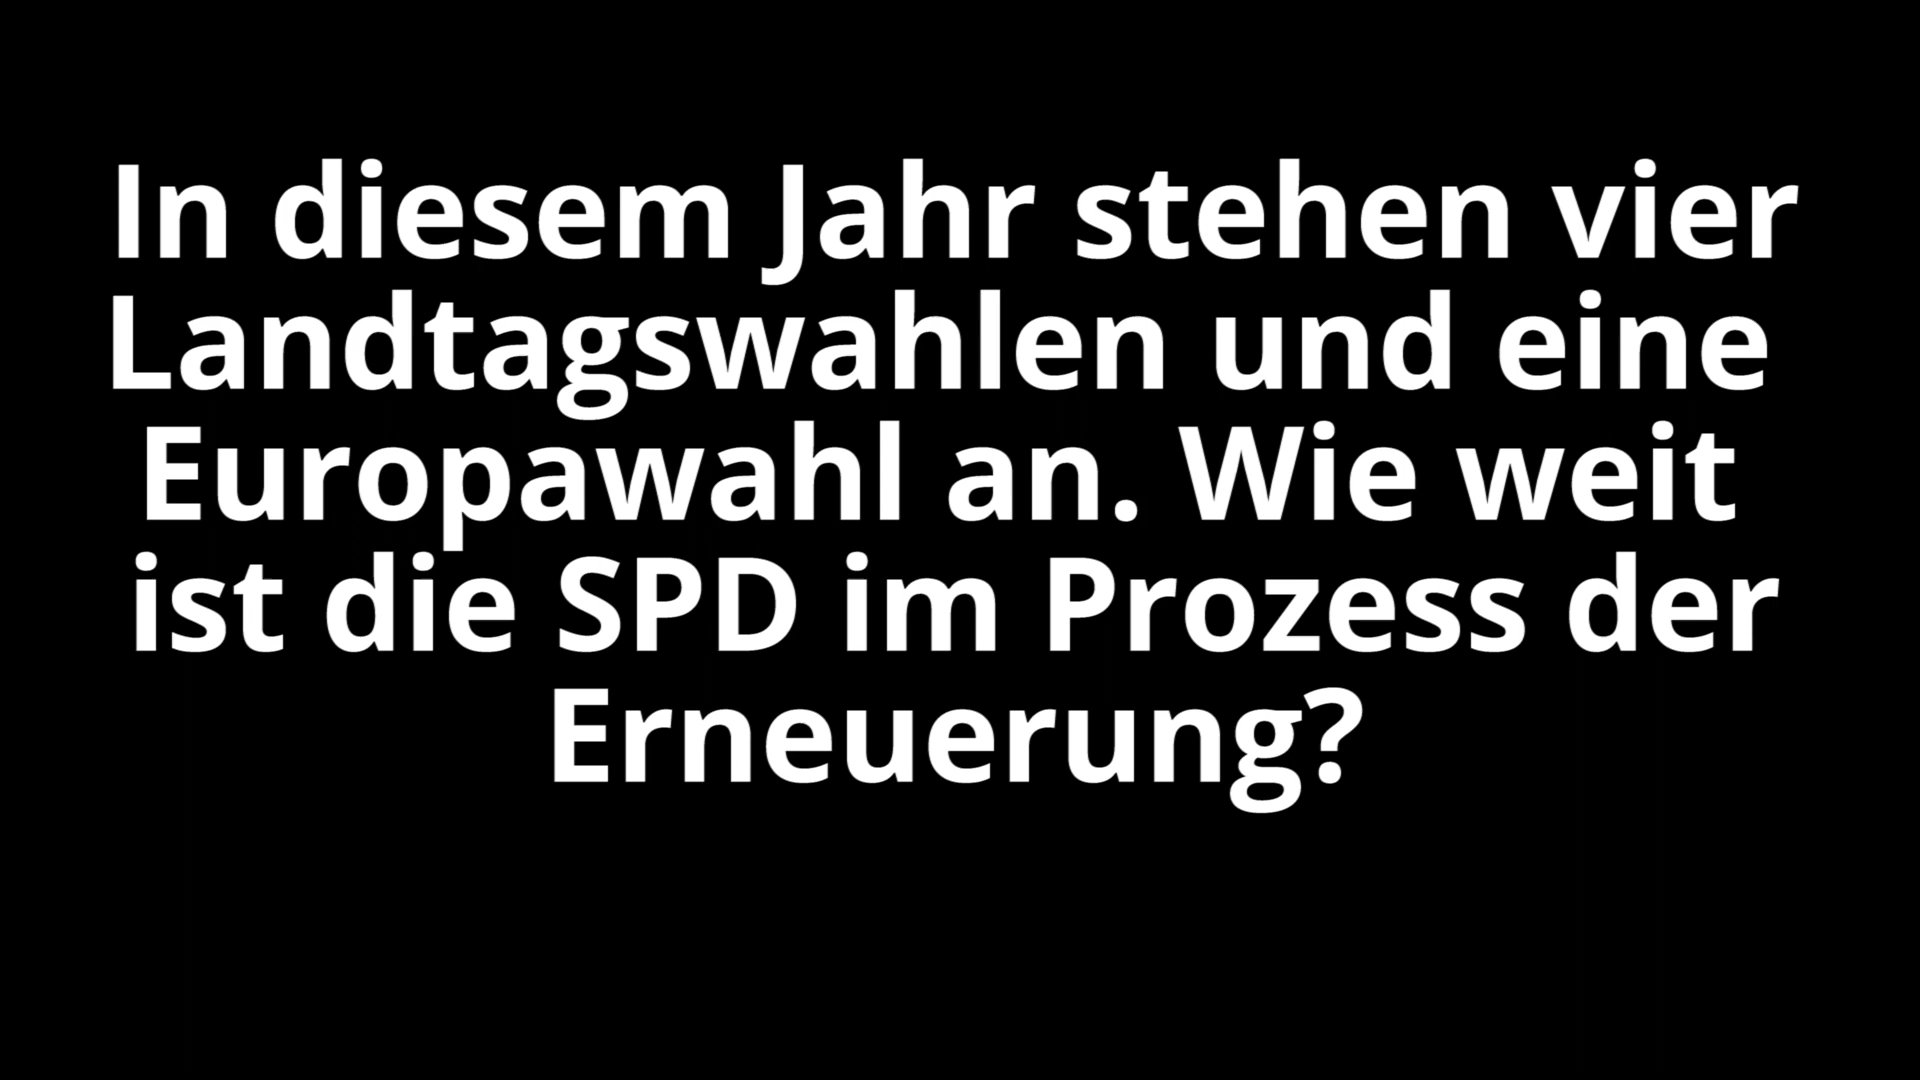 In diesem Jahr stehen vier
Landtagswahlen und eine
Europawahl an. Wie weit
ist die SPD im Prozess der
Erneuerung?